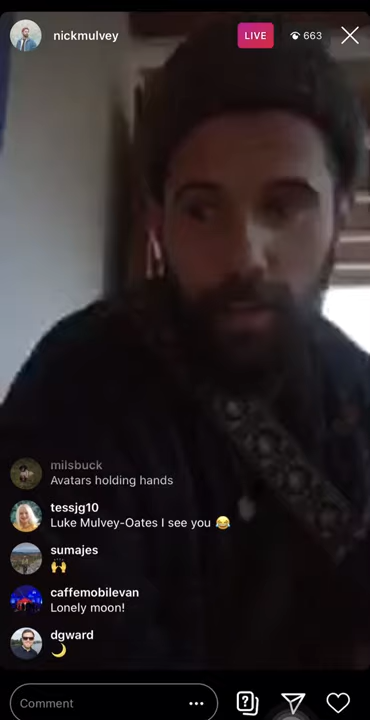 nickmulvey
LIVE
663
milsbuck
Avatars holding hands
tessjg10
Luke Mulvey-Oates I see you 😂
sumajes
🙌
caffemobilevan
Lonely moon!
dgward
🌙
Comment